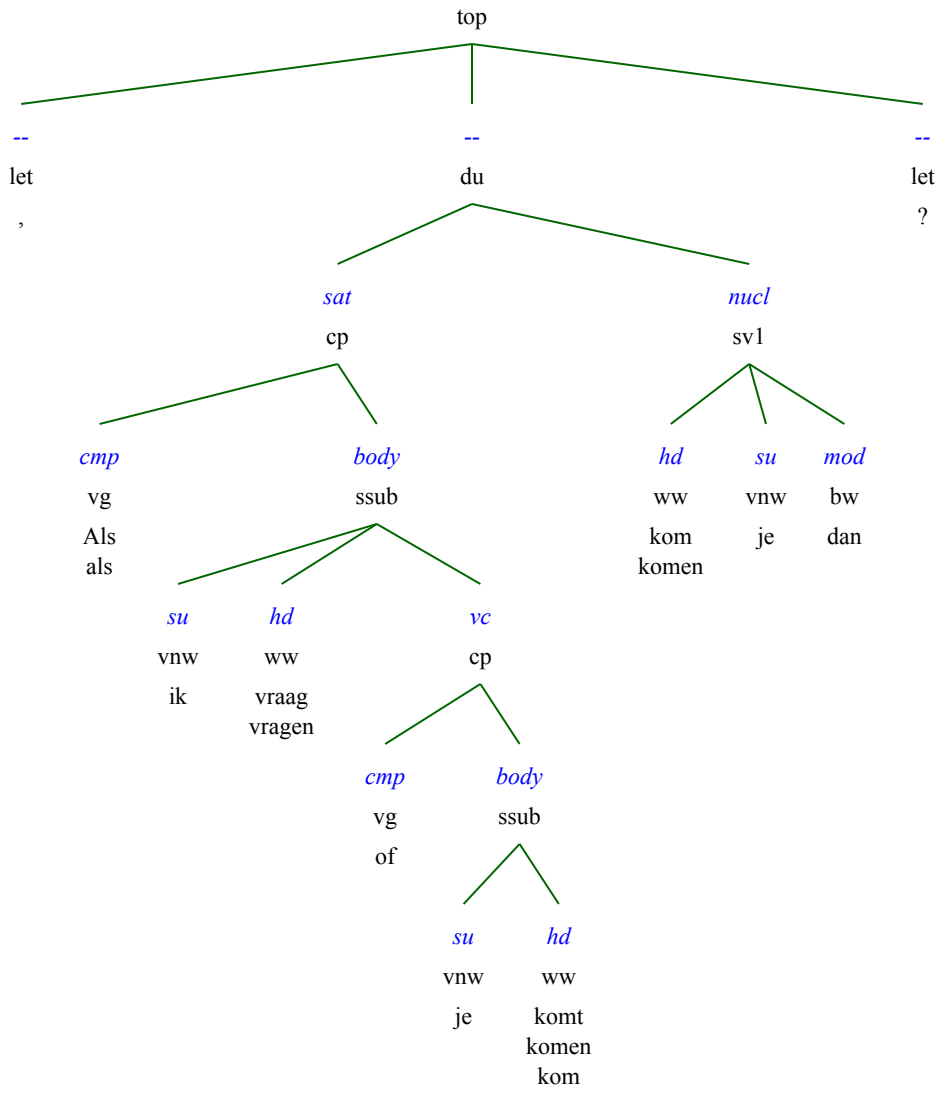 top
-- -- --
let du let
, ?
sat nucl
cp sv1
cmp body hd su mod
vg ssub ww vnw bw
Als kom je dan
als komen
su hd vc
vnw ww cp
ik vraag
vragen
cmp body
vg ssub
of
su hd
vnw ww
je komt
komen
kom